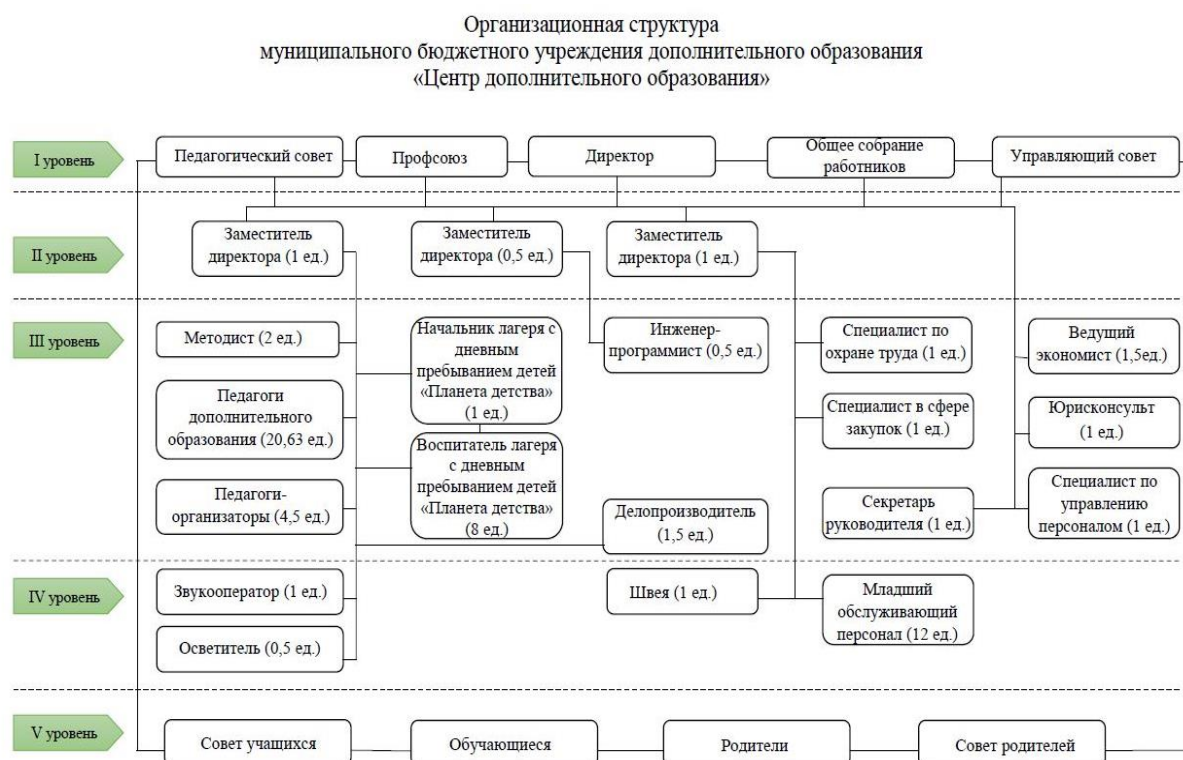 Организационная структура
муниципального бюджетного учреждения дополнительного образования
«Центр дополнительного образования»
I уровень
Педагогический совет
Профсоюз
Директор
Общее собрание
работников
Управляющий совет
II уровень
Заместитель
директора (1 ед.)
Заместитель
директора (0,5 ед.)
Заместитель
директора (1 ед.)
III уровень
Методист (2 ед.)
Начальник лагеря с
дневным
пребыванием детей
«Планета детства»
(1 ед.)
Инженер-
программист (0,5 ед.)
Специалист по
охране труда (1 ед.)
Ведущий
экономист (1,5ед.)
Педагоги
дополнительного
образования (20,63 ед.)
Специалист в сфере
закупок (1 ед.)
Юрисконсульт
(1 ед.)
Воспитатель лагеря
с дневным
пребыванием детей
«Планета детства»
(8 ед.)
Педагоги-
организаторы (4,5 ед.)
Делопроизводитель
(1,5 ед.)
Секретарь
руководителя (1 ед.)
Специалист по
управлению
персоналом (1 ед.)
IV уровень
Звукооператор (1 ед.)
Швея (1 ед.)
Младший
обслуживающий
персонал (12 ед.)
Осветитель (0,5 ед.)
V уровень
Совет учащихся
Обучающиеся
Родители
Совет родителей